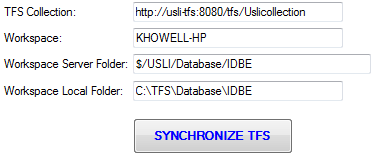 TFS Collection: http://usli-tfs:8080/tfs/Uslicollection
Workspace: KHOWELL-HP
Workspace Server Folder: $/USLI/Database/IDBE
Workspace Local Folder: C:\TFS\Database\IDBE
SYNCHRONIZE TFS